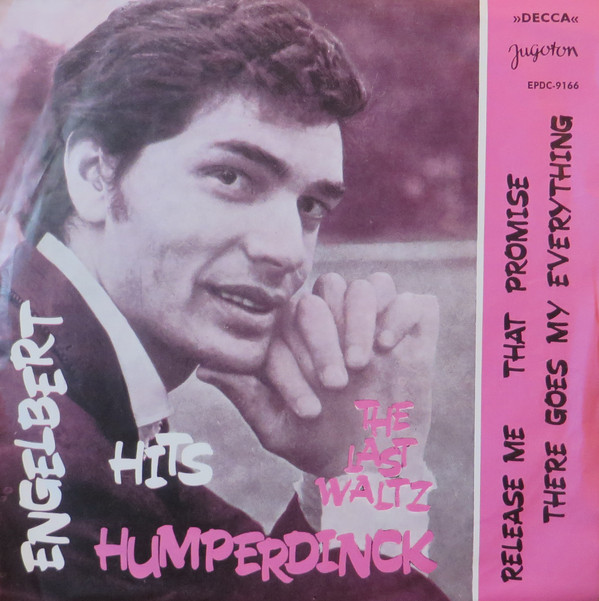 ENGELBERT
HITS
THE
LAST
WALTZ
HUMPERDINCK
»DECCA«
Jugoton
EPDC-9166
RELEASE ME THAT PROMISE
THERE GOES MY EVERYTHING